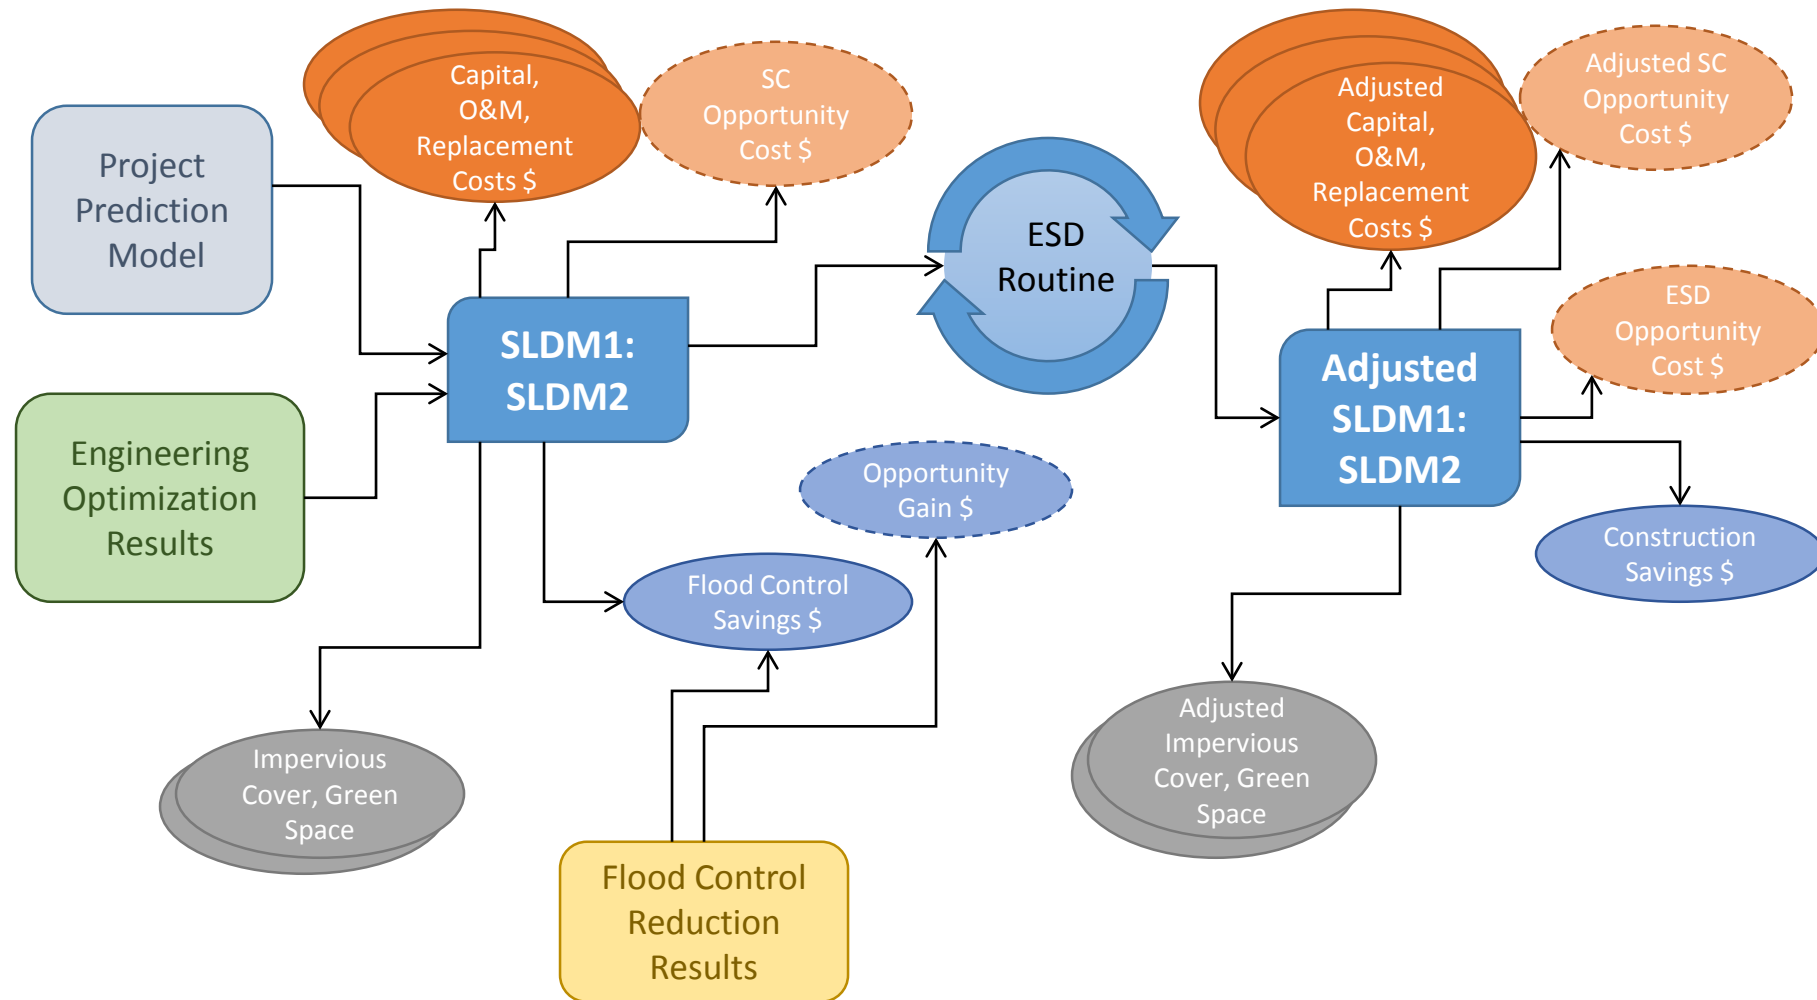 Project
Prediction
Model
Engineering
Optimization
Results
Capital,
O&M,
Replacement
Costs $
SC
Opportunity
Cost $
SLDM1:
SLDM2
ESD
Routine
Opportunity
Gain $
Flood Control
Savings $
Impervious
Cover, Green
Space
Flood Control
Reduction
Results
Adjusted
Capital,
O&M,
Replacement
Costs $
Adjusted SC
Opportunity
Cost $
ESD
Opportunity
Cost $
Adjusted
SLDM1:
SLDM2
Construction
Savings $
Adjusted
Impervious
Cover, Green
Space